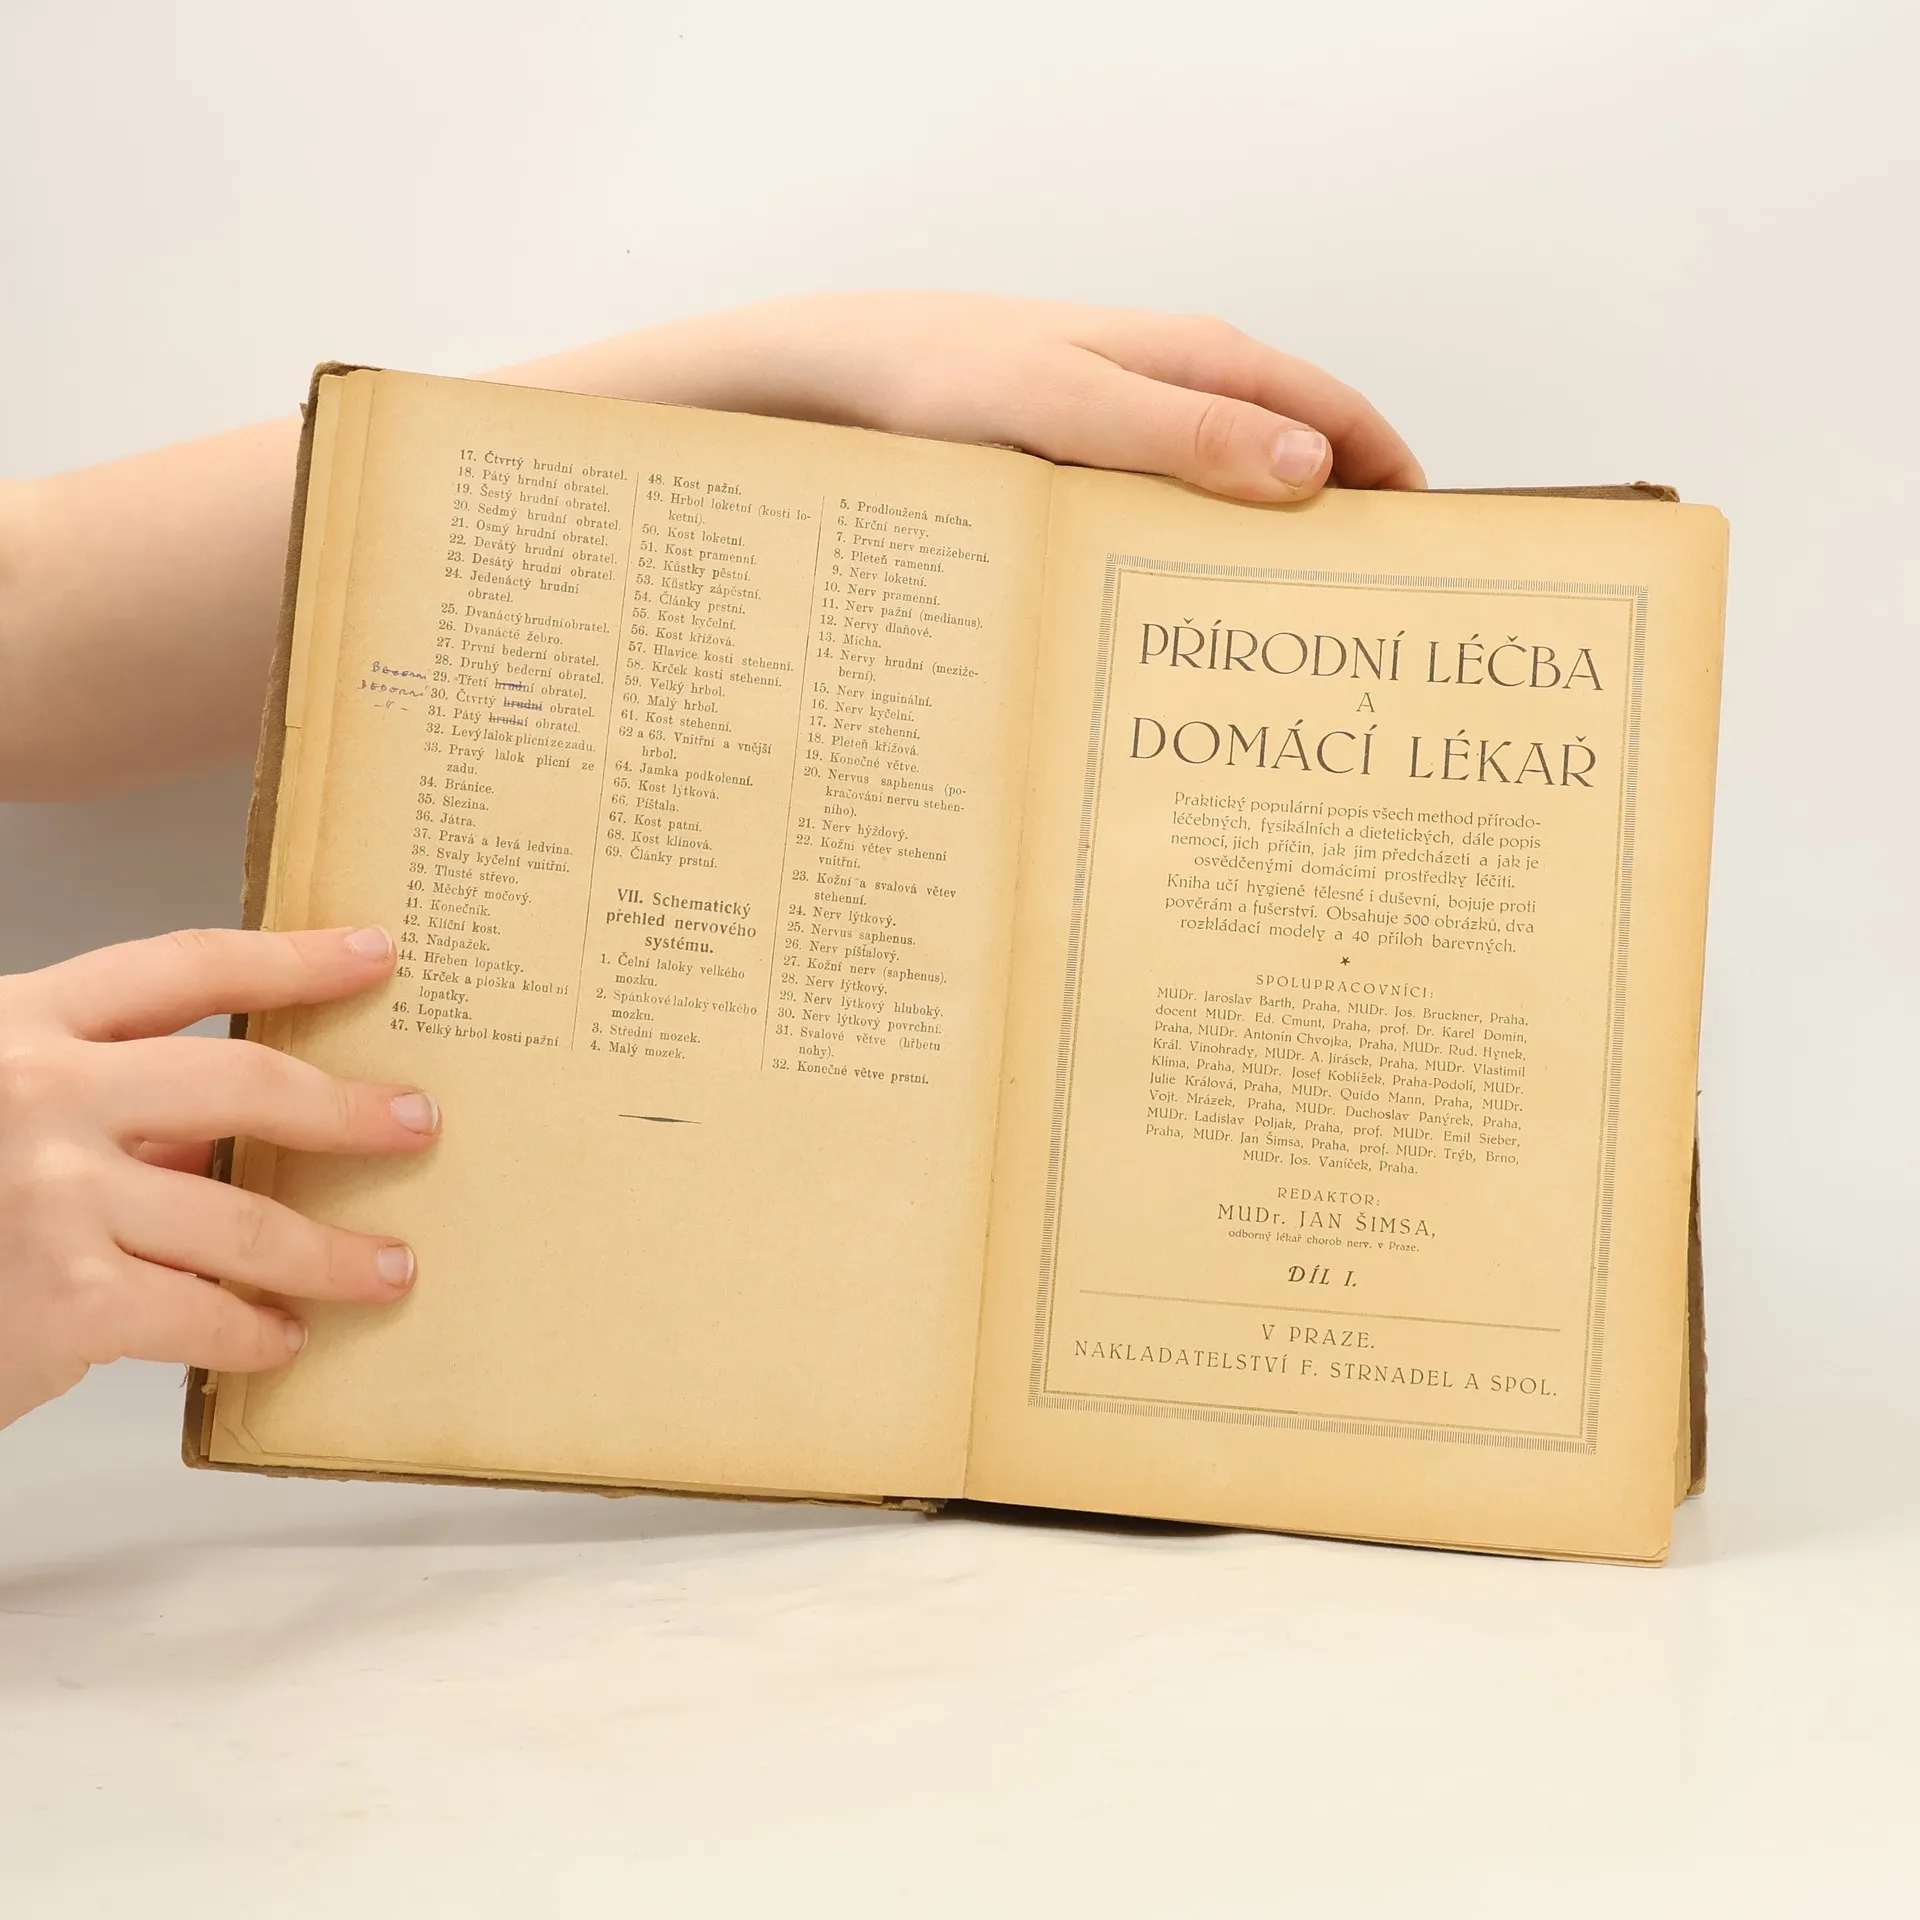 17. Čtvrtý hrudní obratel.
18. Pátý hrudní obratel.
19. Šestý hrudní obratel.
20. Sedmý hrudní obratel.
21. Osmý hrudní obratel.
22. Devátý hrudní obratel.
23. Desátý hrudní obratel.
24. Jedenáctý hrudní
obratel.
25. Dvanáctý hrudní obratel.
26. Dvanácté žebro.
27. První bederní obratel.
28. Druhý bederní obratel.
29. Třetí hrudní obratel.
30. Čtvrtý hrudní obratel.
31. Pátý hrudní obratel.
32. Levý lalok plicní ze zadu.
33. Pravý lalok plicní ze
zadu.
34. Bránice.
35. Slezina.
36. Játra.
37. Pravá a levá ledvina.
38. Svaly kyčelní vnitřní.
39. Tlusté střevo.
40. Měchýř močový.
41. Konečník.
42. Klíční kost.
43. Nadpažek.
44. Hřeben lopatky.
45. Krček a ploška kloubní
lopatky.
46. Lopatka.
47. Velký hrbol kosti pažní
48. Kost pažní.
49. Hrbol loketní (kosti lo-
ketní).
50. Kost loketní.
51. Kost pramenní.
52. Kůstky pěstní.
53. Kůstky zápěstní.
54. Články prstní.
55. Kost kyčelní.
56. Kost křížová.
57. Hlavice kosti stehenní.
58. Krček kosti stehenní.
59. Velký hrbol.
60. Malý hrbol.
61. Kost stehenní.
62 a 63. Vnitřní a vnější
hrbol.
64. Jamka podkolenní.
65. Kost lýtková.
66. Píšťala.
67. Kost patní.
68. Kost klínová.
69. Články prstní.
VII. Schematický
přehled nervového
systému.
1. Čelní laloky velkého
mozku.
2. Spánkové laloky velkého
mozku.
3. Střední mozek.
4. Malý mozek.
5. Prodloužená mícha.
6. Krční nervy.
7. První nerv mezižeberní.
8. Pleteň ramenní.
9. Nerv loketní.
10. Nerv pramenní.
11. Nerv pažní (medianus).
12. Nervy dlaňové.
13. Mícha.
14. Nervy hrudní (meziže-
berní).
15. Nerv inguinální.
16. Nerv kyčelní.
17. Nerv stehenní.
18. Pleteň křížová.
19. Konečné větve.
20. Nervus saphenus (po-
kračování nervu stehen-
ního).
21. Nerv hýžďový.
22. Kožní větev stehenní
vnitřní.
23. Kožní a svalová větev
stehenní.
24. Nerv lýtkový.
25. Nervus saphenus.
26. Nerv píšťalový.
27. Kožní nerv (saphenus).
28. Nerv lýtkový.
29. Nerv lýtkový hluboký.
30. Nerv lýtkový povrchní.
31. Svalové větve (hřbetu
nohy).
32. Konečné větve prstní.
PŘÍRODNÍ LÉČBA
A
DOMÁCÍ LÉKAŘ
Praktický populární popis všech method přírodo-
léčebných, fysikálních a dietetických, dále popis
nemocí, jich příčin, jak jim předcházeti a jak je
osvědčenými domácími prostředky léčiti.
Kniha učí hygieně tělesné i duševní, bojuje proti
pověrám a fušerství. Obsahuje 500 obrázků, dva
rozkládací modely a 40 příloh barevných.
★
SPOLUPRACOVNÍCI:
MUDr. Jaroslav Barth, Praha, MUDr. Jos. Bruckner, Praha,
docent MUDr. Ed. Cmunt, Praha, prof. Dr. Karel Domin,
Praha, MUDr. Antonín Chvojka, Praha, MUDr. Rud. Hynek,
Král. Vinohrady, MUDr. A. Jirásek, Praha, MUDr. Vlastimil
Klíma, Praha, MUDr. Josef Koblížek, Praha-Podolí, MUDr.
Julie Králová, Praha, MUDr. Quido Mann, Praha, MUDr.
Vojt. Mrázek, Praha, MUDr. Duchoslav Panýrek, Praha,
MUDr. Ladislav Poljak, Praha, prof. MUDr. Emil Sieber,
Praha, MUDr. Jan Šimsa, Praha, prof. MUDr. Trýb, Brno,
MUDr. Jos. Vaníček, Praha.
REDAKTOR:
MUDr. JAN ŠIMSA,
odborný lékař chorob nerv. v Praze.
DÍL I.
V PRAZE.
NAKLADATELSTVÍ F. STRNADEL A SPOL.